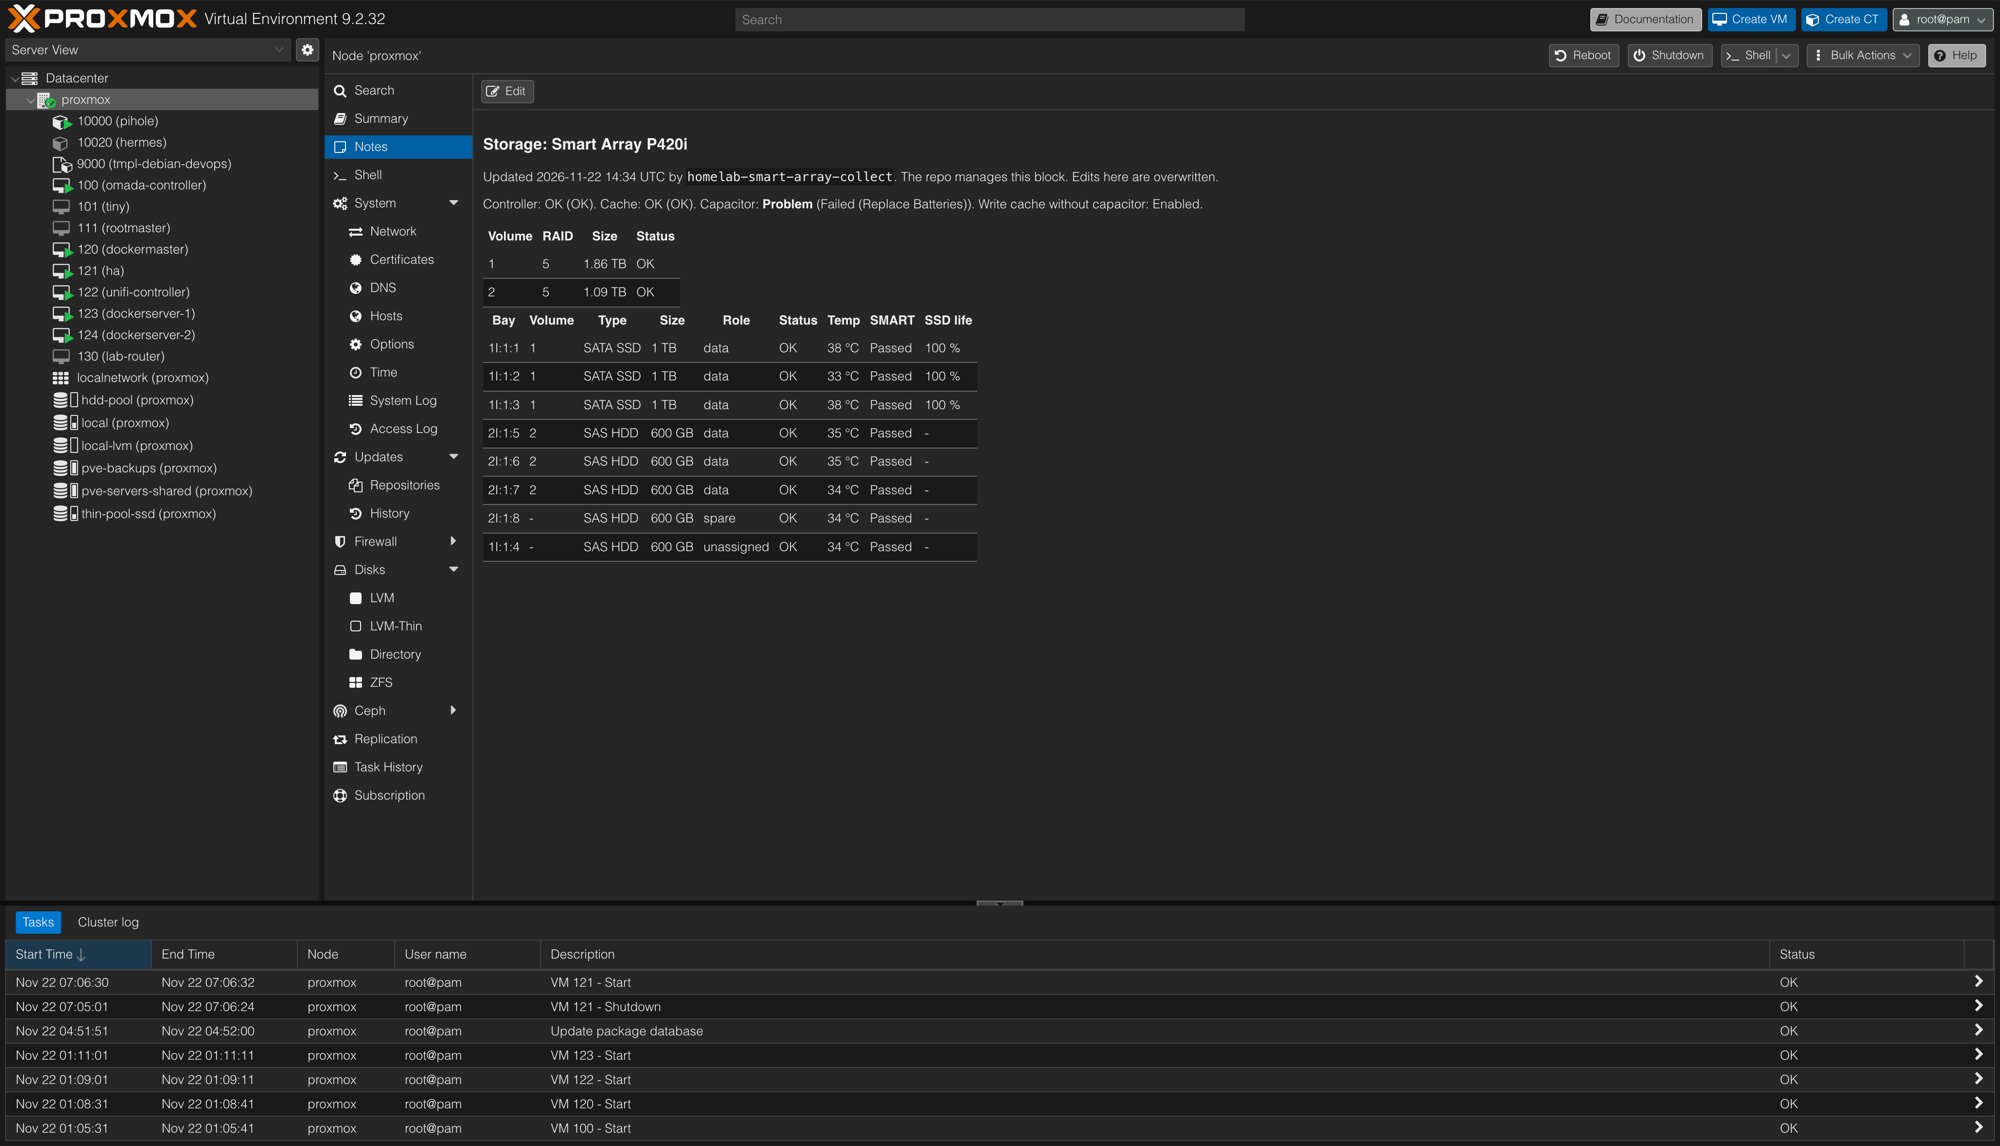 PROXMOX Virtual Environment 9.2.32
Search
Documentation
Create VM
Create CT
root@pam
Server View
Datacenter
proxmox
10000 (pihole)
10020 (hermes)
9000 (tmpl-debian-devops)
100 (omada-controller)
101 (tiny)
111 (rootmaster)
120 (dockermaster)
121 (ha)
122 (unifi-controller)
123 (dockerserver-1)
124 (dockerserver-2)
130 (lab-router)
localnetwork (proxmox)
hdd-pool (proxmox)
local (proxmox)
local-lvm (proxmox)
pve-backups (proxmox)
pve-servers-shared (proxmox)
thin-pool-ssd (proxmox)
Node 'proxmox'
Reboot
Shutdown
Shell
Bulk Actions
Help
Search
Summary
Notes
Shell
System
Network
Certificates
DNS
Hosts
Options
Time
System Log
Access Log
Updates
Repositories
History
Firewall
Disks
LVM
LVM-Thin
Directory
ZFS
Ceph
Replication
Task History
Subscription
Edit
Storage: Smart Array P420i
Updated 2026-11-22 14:34 UTC by homelab-smart-array-collect. The repo manages this block. Edits here are overwritten.
Controller: OK (OK). Cache: OK (OK). Capacitor: Problem (Failed (Replace Batteries)). Write cache without capacitor: Enabled.
Volume RAID Size Status
1 5 1.86 TB OK
2 5 1.09 TB OK
Bay Volume Type Size Role Status Temp SMART SSD life
1I:1:1 1 SATA SSD 1 TB data OK 38 °C Passed 100 %
1I:1:2 1 SATA SSD 1 TB data OK 33 °C Passed 100 %
1I:1:3 1 SATA SSD 1 TB data OK 38 °C Passed 100 %
2I:1:5 2 SAS HDD 600 GB data OK 35 °C Passed -
2I:1:6 2 SAS HDD 600 GB data OK 35 °C Passed -
2I:1:7 2 SAS HDD 600 GB data OK 34 °C Passed -
2I:1:8 - SAS HDD 600 GB spare OK 34 °C Passed -
1I:1:4 - SAS HDD 600 GB unassigned OK 34 °C Passed -
Tasks Cluster log
Start Time End Time Node User name Description Status
Nov 22 07:06:30 Nov 22 07:06:32 proxmox root@pam VM 121 - Start OK
Nov 22 07:05:01 Nov 22 07:06:24 proxmox root@pam VM 121 - Shutdown OK
Nov 22 04:51:51 Nov 22 04:52:00 proxmox root@pam Update package database OK
Nov 22 01:11:01 Nov 22 01:11:11 proxmox root@pam VM 123 - Start OK
Nov 22 01:09:01 Nov 22 01:09:11 proxmox root@pam VM 122 - Start OK
Nov 22 01:08:31 Nov 22 01:08:41 proxmox root@pam VM 120 - Start OK
Nov 22 01:05:31 Nov 22 01:05:41 proxmox root@pam VM 100 - Start OK